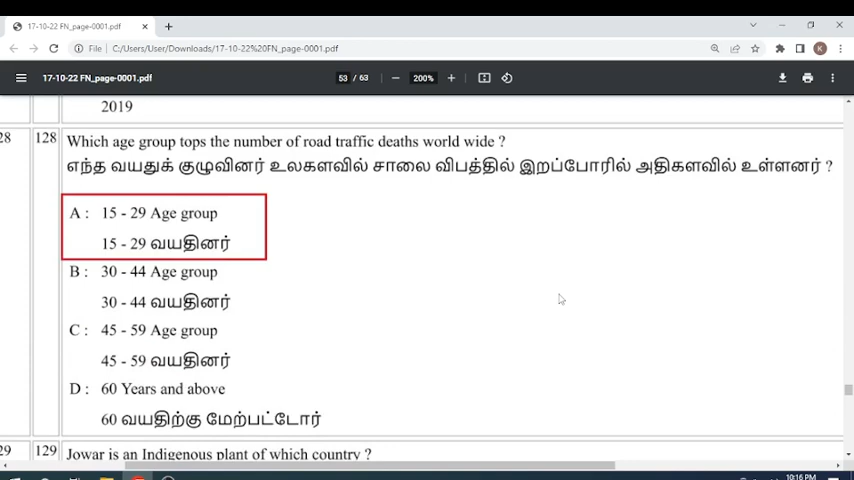 17-10-22 FN_page-0001.pdf
File
C:/Users/User/Downloads/17-10-22%20FN_page-0001.pdf
K
17-10-22 FN_page-0001.pdf
53 / 63
200%
2019
28
128
Which age group tops the number of road traffic deaths world wide ?
எந்த வயதுக் குழுவினர் உலகளவில் சாலை விபத்தில் இறப்போரில் அதிகளவில் உள்ளனர் ?
A : 15 - 29 Age group
15 - 29 வயதினர்
B : 30 - 44 Age group
30 - 44 வயதினர்
C : 45 - 59 Age group
45 - 59 வயதினர்
D : 60 Years and above
60 வயதிற்கு மேற்பட்டோர்
29
129
Jowar is an Indigenous plant of which country ?
10:16 PM